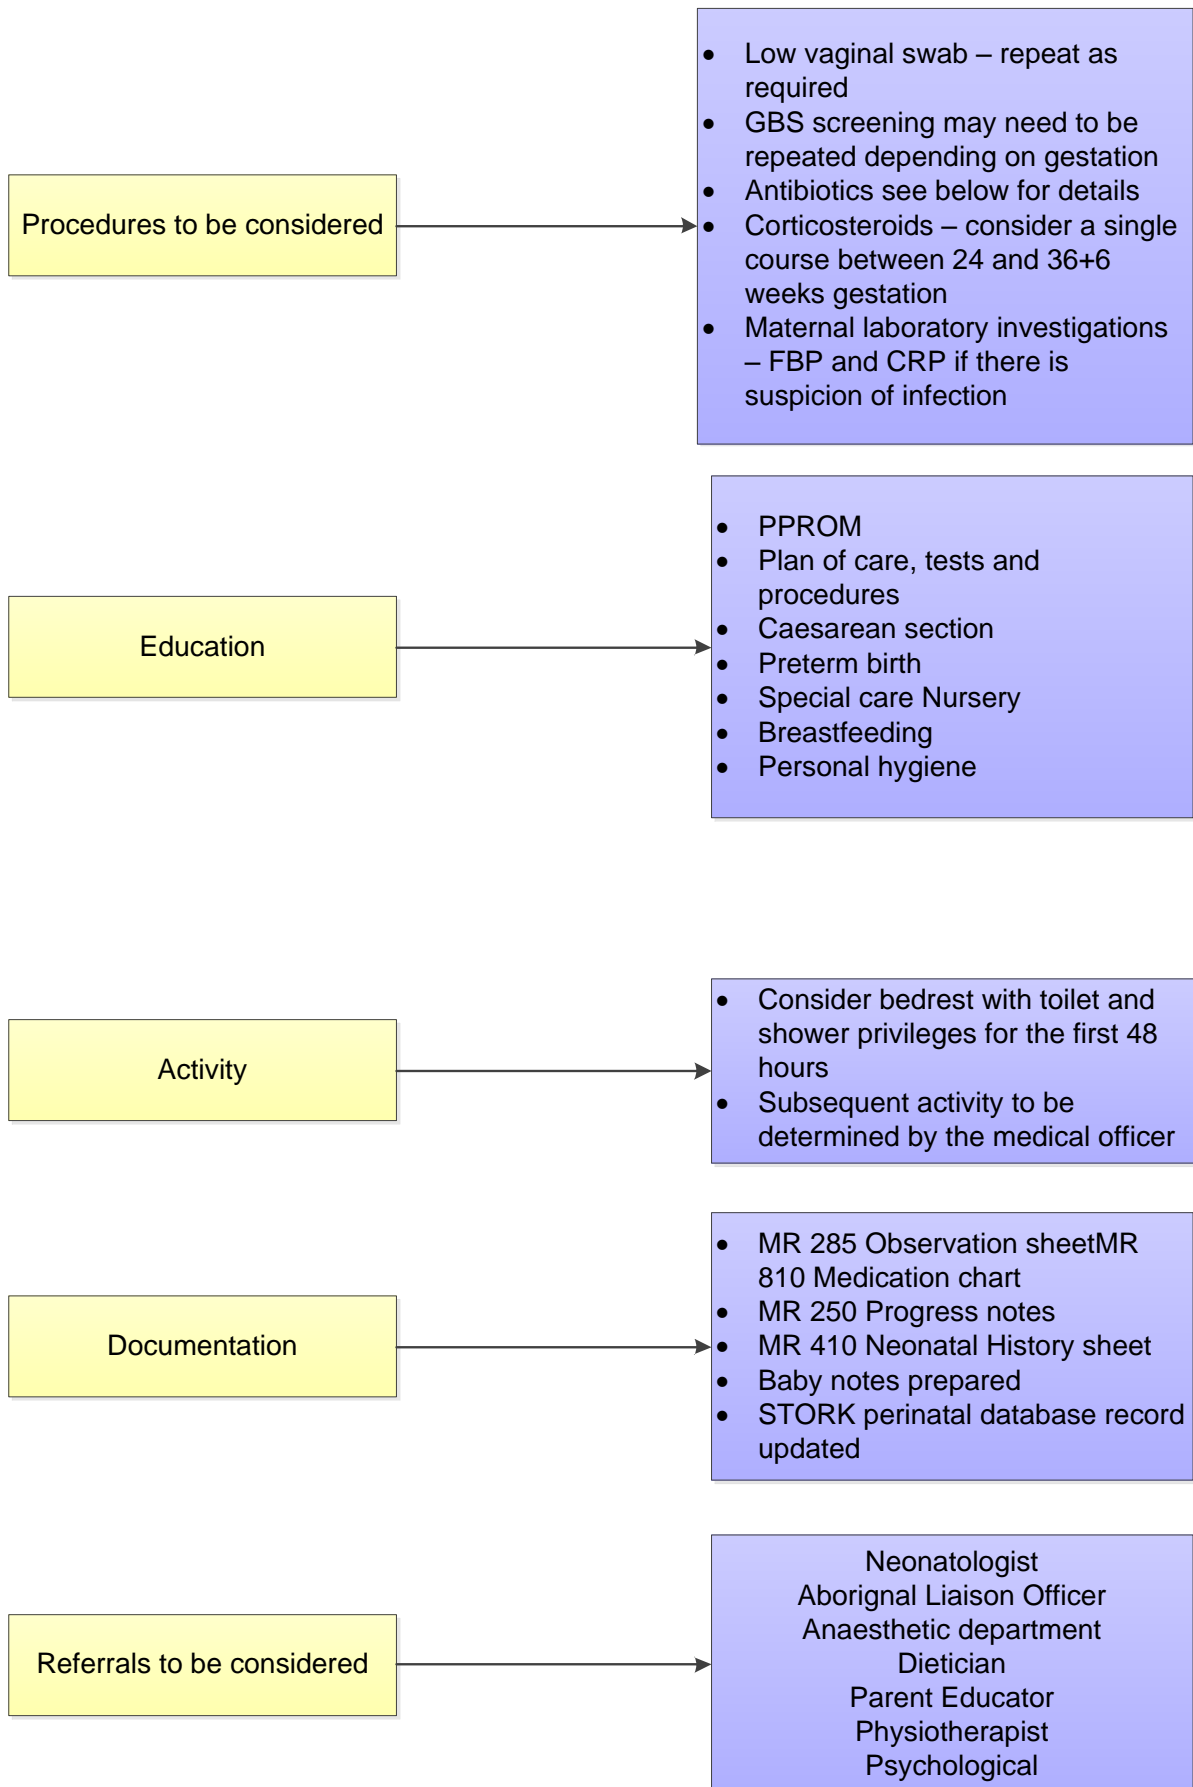 Procedures to be considered
• Low vaginal swab – repeat as
required
• GBS screening may need to be
repeated depending on gestation
• Antibiotics see below for details
• Corticosteroids – consider a single
course between 24 and 36+6
weeks gestation
• Maternal laboratory investigations
– FBP and CRP if there is
suspicion of infection
Education
• PPROM
• Plan of care, tests and
procedures
• Caesarean section
• Preterm birth
• Special care Nursery
• Breastfeeding
• Personal hygiene
Activity
• Consider bedrest with toilet and
shower privileges for the first 48
hours
• Subsequent activity to be
determined by the medical officer
Documentation
• MR 285 Observation sheetMR
810 Medication chart
• MR 250 Progress notes
• MR 410 Neonatal History sheet
• Baby notes prepared
• STORK perinatal database record
updated
Referrals to be considered
Neonatologist
Aborignal Liaison Officer
Anaesthetic department
Dietician
Parent Educator
Physiotherapist
Psychological